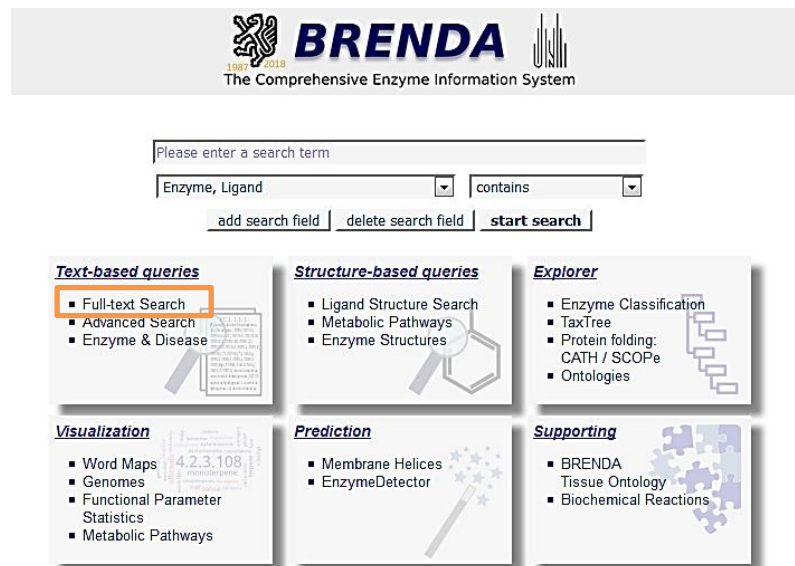 1987 2018
BRENDA
The Comprehensive Enzyme Information System
Please enter a search term
Enzyme, Ligand
contains
add search field
delete search field
start search
Text-based queries
Full-text Search
Advanced Search
Enzyme & Disease
Structure-based queries
Ligand Structure Search
Metabolic Pathways
Enzyme Structures
Explorer
Enzyme Classification
TaxTree
Protein folding:
CATH / SCOPe
Ontologies
Visualization
Word Maps
Genomes
Functional Parameter
Statistics
Metabolic Pathways
4.2.3.108
monoterpene
Prediction
Membrane Helices
EnzymeDetector
Supporting
BRENDA
Tissue Ontology
Biochemical Reactions